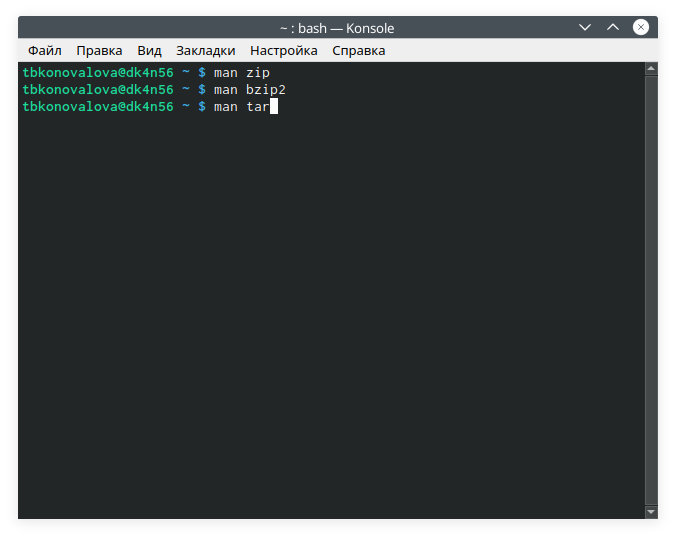 ~ : bash — Konsole
Файл Правка Вид Закладки Настройка Справка
tbkonovalova@dk4n56 ~ $ man zip
tbkonovalova@dk4n56 ~ $ man bzip2
tbkonovalova@dk4n56 ~ $ man tar